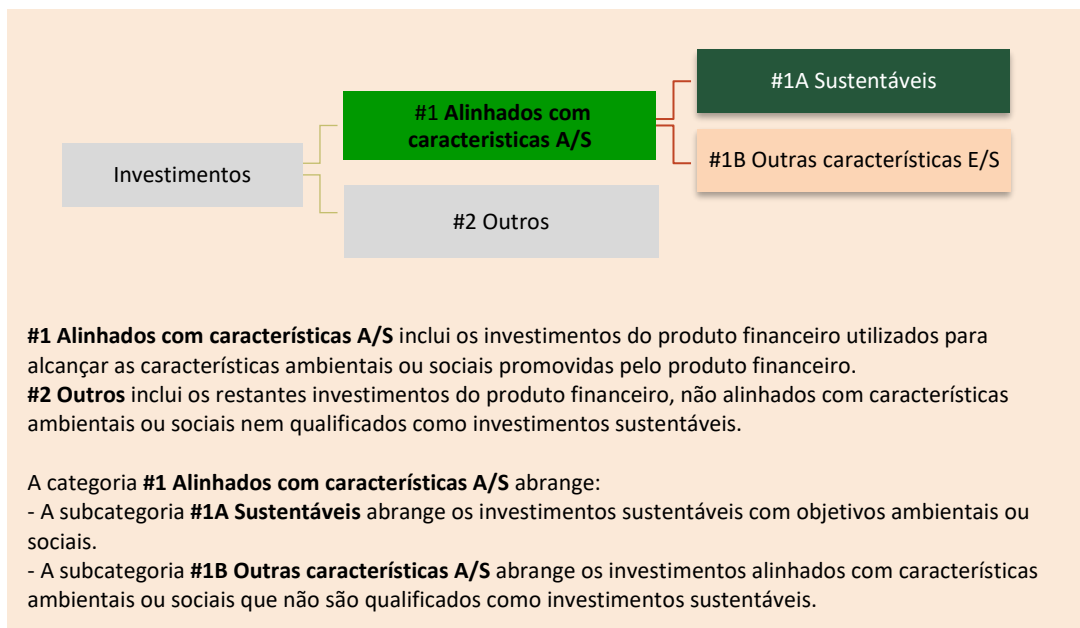 #1A Sustentáveis
#1 Alinhados com
caracteristicas A/S
#1B Outras características E/S
Investimentos
#2 Outros
#1 Alinhados com características A/S inclui os investimentos do produto financeiro utilizados para
alcançar as características ambientais ou sociais promovidas pelo produto financeiro.
#2 Outros inclui os restantes investimentos do produto financeiro, não alinhados com características
ambientais ou sociais nem qualificados como investimentos sustentáveis.
A categoria #1 Alinhados com características A/S abrange:
- A subcategoria #1A Sustentáveis abrange os investimentos sustentáveis com objetivos ambientais ou
sociais.
- A subcategoria #1B Outras características A/S abrange os investimentos alinhados com características
ambientais ou sociais que não são qualificados como investimentos sustentáveis.